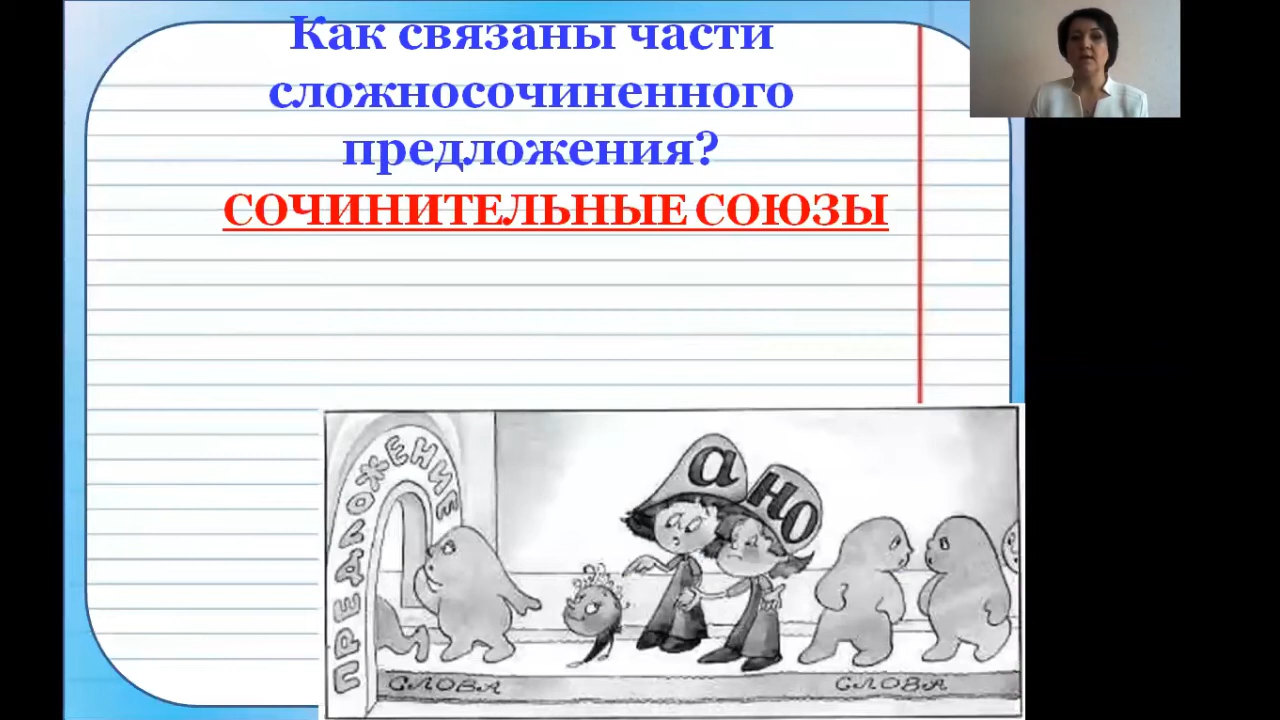 Как связаны части
сложносочиненного
предложения?
СОЧИНИТЕЛЬНЫЕ СОЮЗЫ
ПРЕДЛОЖЕНИЕ
а
но
СЛОВА
СЛОВА